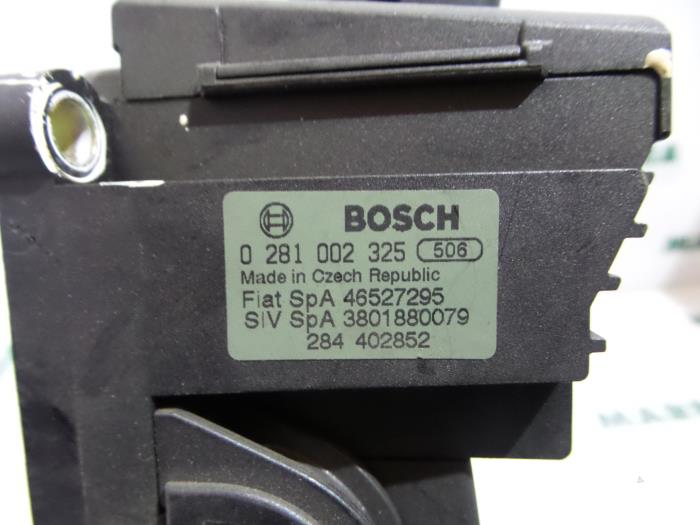 BOSCH
0 281 002 325 506
Made in Czech Republic
Fiat SpA 46527295
SIV SpA 3801880079
284 402852